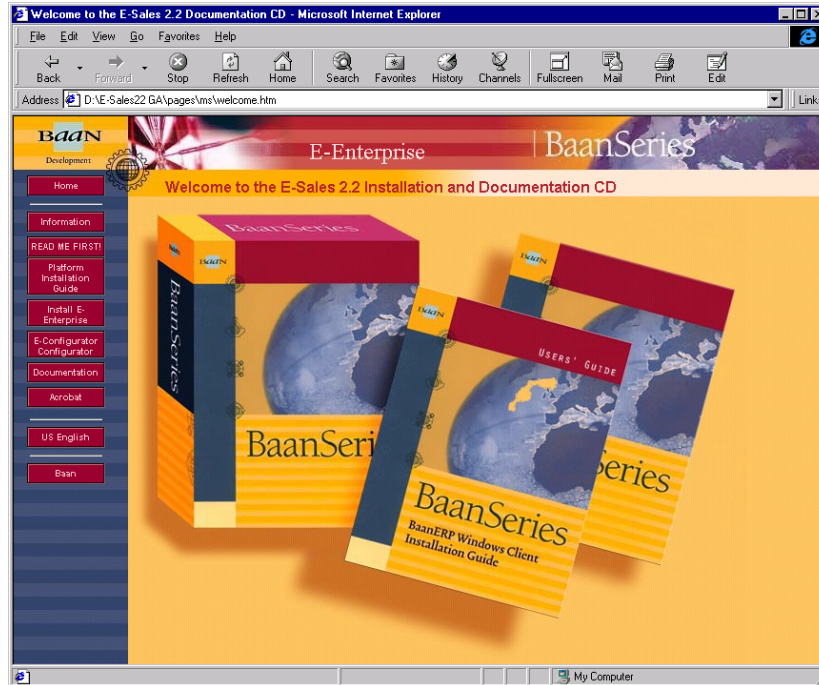 Welcome to the E-Sales 2.2 Documentation CD - Microsoft Internet Explorer
File Edit View Go Favorites Help
Back Forward Stop Refresh Home Search Favorites History Channels Fullscreen Mail Print Edit
Address D:\E-Sales22 GA\pages\ms\welcome.htm Links
BaaN
Development
E-Enterprise
BaanSeries
Home
Welcome to the E-Sales 2.2 Installation and Documentation CD
Information
READ ME FIRST!
Platform
Installation
Guide
Install E-
Enterprise
E-Configurator
Configurator
Documentation
Acrobat
US English
Baan
BaanSeries
BaaN
BaanSeries
BaanSeri
BaaN
USERS' GUIDE
BaanSeries
BaanERP Windows Client
Installation Guide
BaaN
Series
My Computer